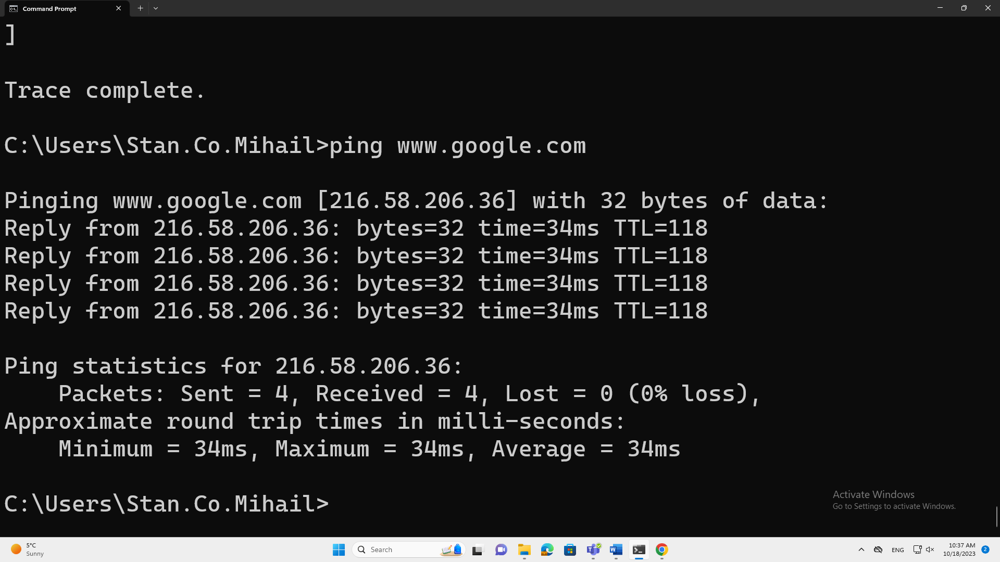 Command Prompt
]
Trace complete.
C:\Users\Stan.Co.Mihail>ping www.google.com
Pinging www.google.com [216.58.206.36] with 32 bytes of data:
Reply from 216.58.206.36: bytes=32 time=34ms TTL=118
Reply from 216.58.206.36: bytes=32 time=34ms TTL=118
Reply from 216.58.206.36: bytes=32 time=34ms TTL=118
Reply from 216.58.206.36: bytes=32 time=34ms TTL=118
Ping statistics for 216.58.206.36:
    Packets: Sent = 4, Received = 4, Lost = 0 (0% loss),
Approximate round trip times in milli-seconds:
    Minimum = 34ms, Maximum = 34ms, Average = 34ms
C:\Users\Stan.Co.Mihail>
Activate Windows
Go to Settings to activate Windows.
5°C
Sunny
Search
ENG
10:37 AM
10/18/2023
2